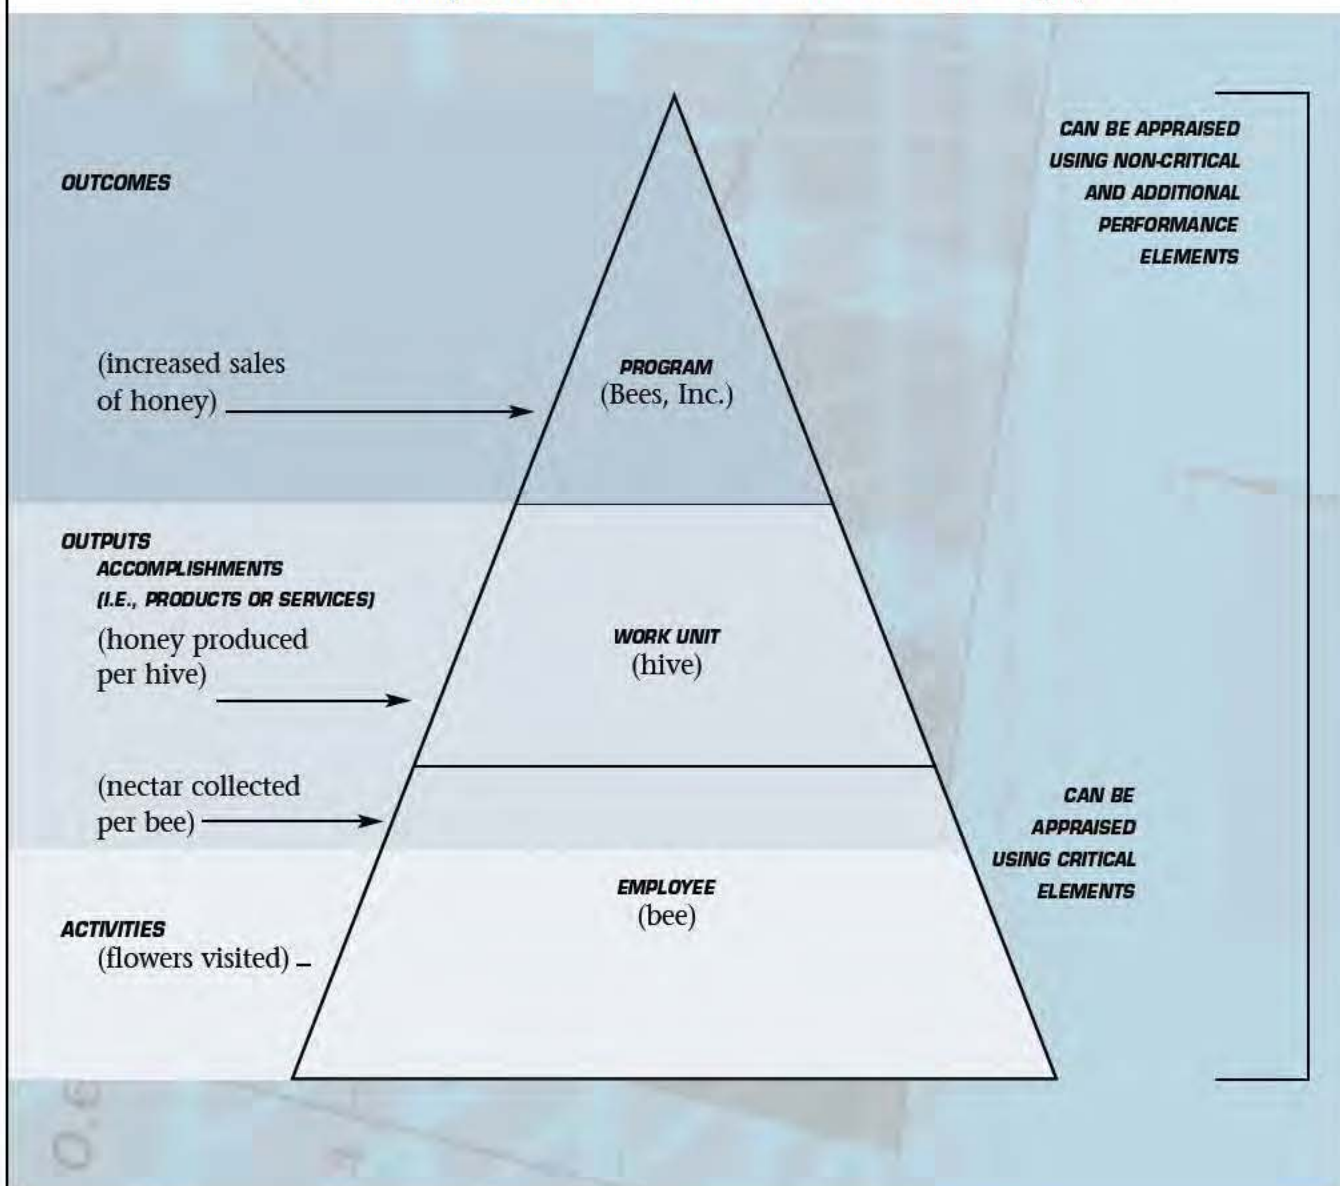 OUTCOMES
(increased sales
of honey)
PROGRAM
(Bees, Inc.)
CAN BE APPRAISED
USING NON-CRITICAL
AND ADDITIONAL
PERFORMANCE
ELEMENTS
OUTPUTS
ACCOMPLISHMENTS
(I.E., PRODUCTS OR SERVICES)
(honey produced
per hive)
WORK UNIT
(hive)
(nectar collected
per bee)
CAN BE
APPRAISED
USING CRITICAL
ELEMENTS
EMPLOYEE
(bee)
ACTIVITIES
(flowers visited)